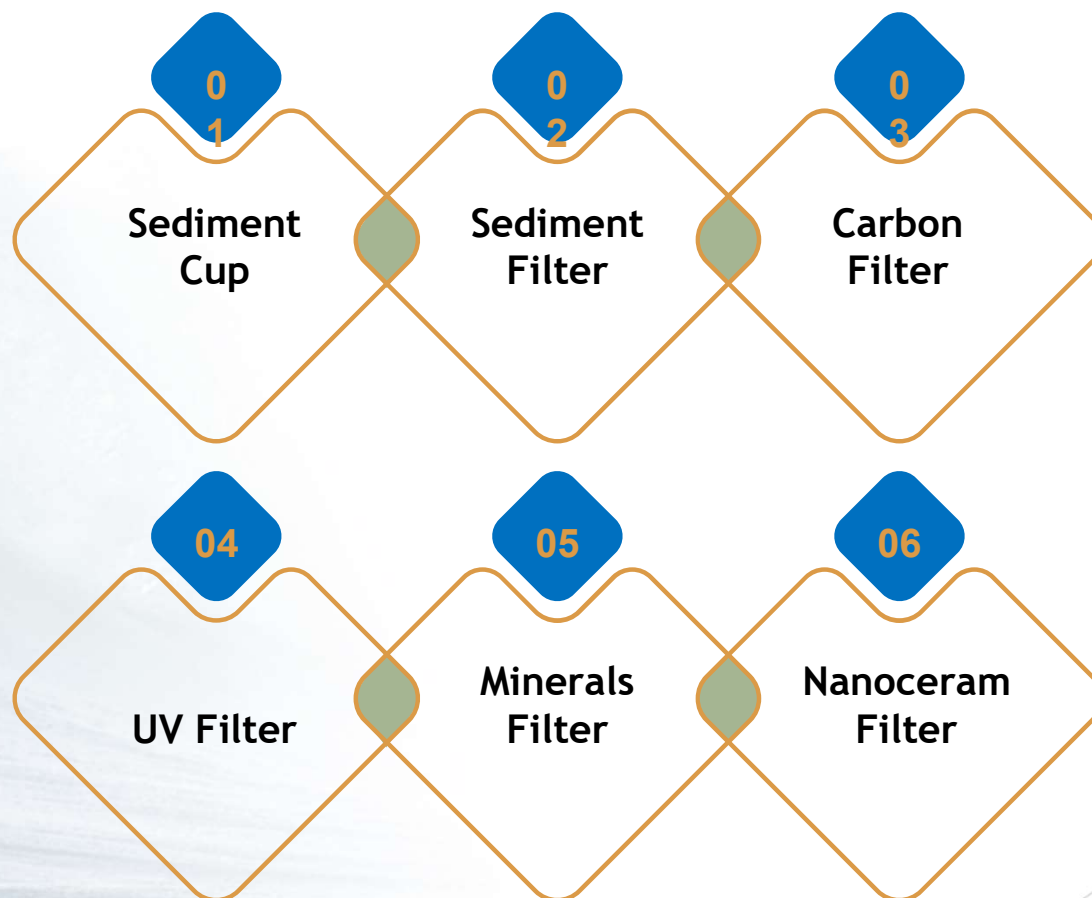 0
1
0
2
0
3
Sediment
Cup
Sediment
Filter
Carbon
Filter
04
05
06
UV Filter
Minerals
Filter
Nanoceram
Filter